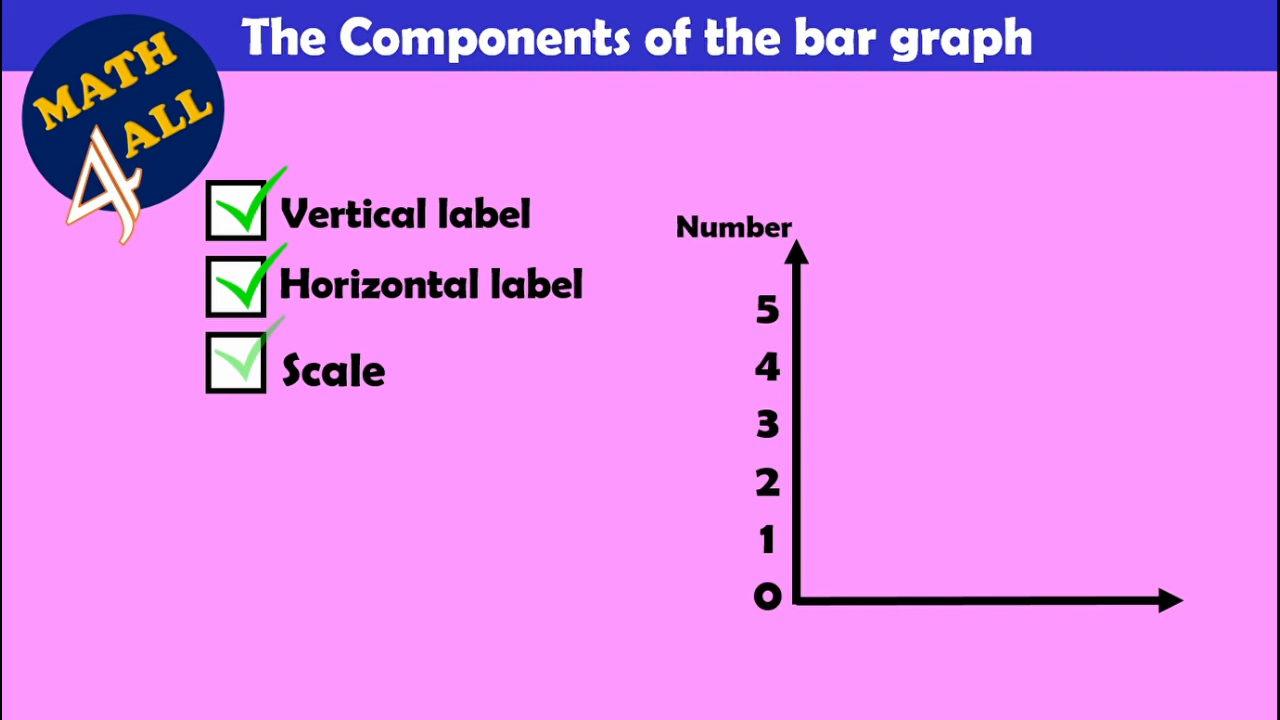 The Components of the bar graph
MATH
4 ALL
Vertical label
Horizontal label
Scale
Number
5
4
3
2
1
0